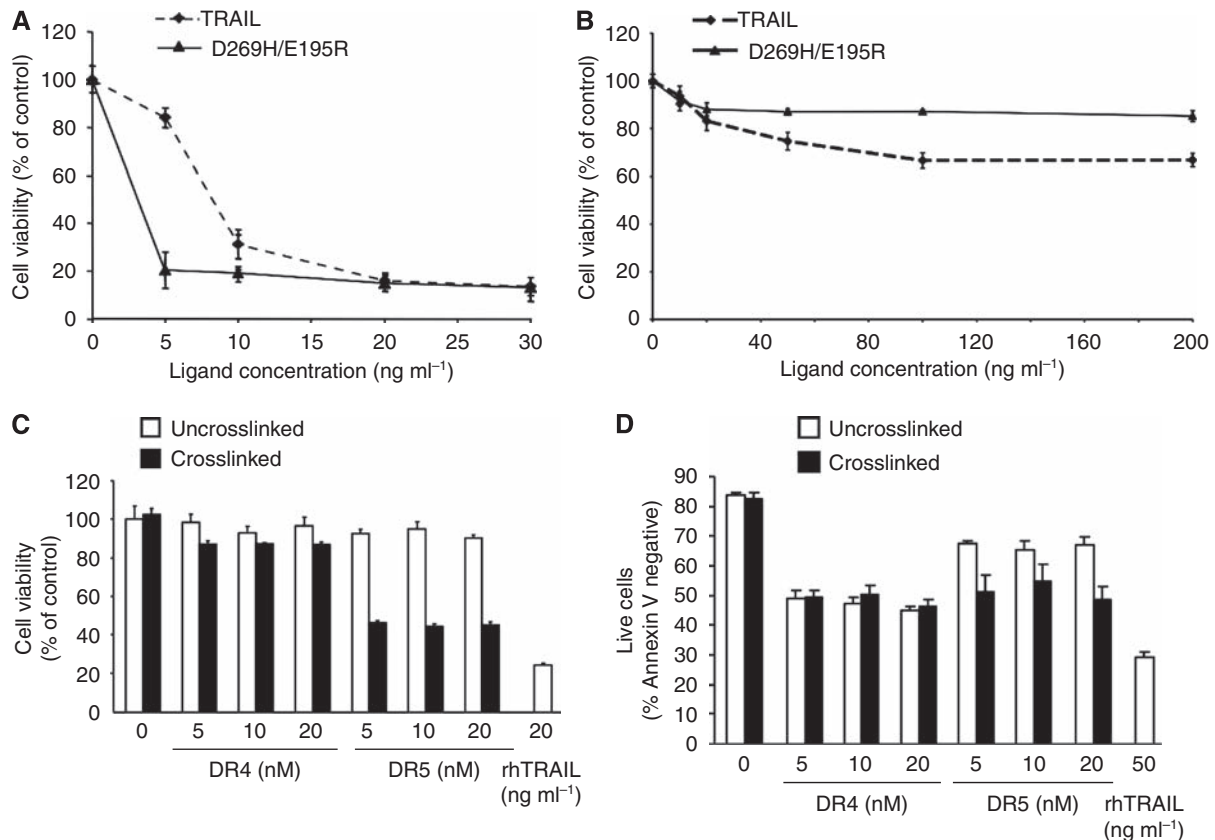 A
TRAIL
D269H/E195R
Cell viability (% of control)
120
100
80
60
40
20
0
0 5 10 15 20 25 30
Ligand concentration (ng ml⁻¹)
B
TRAIL
D269H/E195R
Cell viability (% of control)
120
100
80
60
40
20
0
0 40 80 120 160 200
Ligand concentration (ng ml⁻¹)
C
Uncrosslinked
Crosslinked
Cell viability
(% of control)
120
100
80
60
40
20
0
0 5 10 20 5 10 20 20
DR4 (nM) DR5 (nM) rhTRAIL
(ng ml⁻¹)
D
Uncrosslinked
Crosslinked
Live cells
(% Annexin V negative)
90
80
70
60
50
40
30
20
10
0
0 5 10 20 5 10 20 50
DR4 (nM) DR5 (nM) rhTRAIL
(ng ml⁻¹)